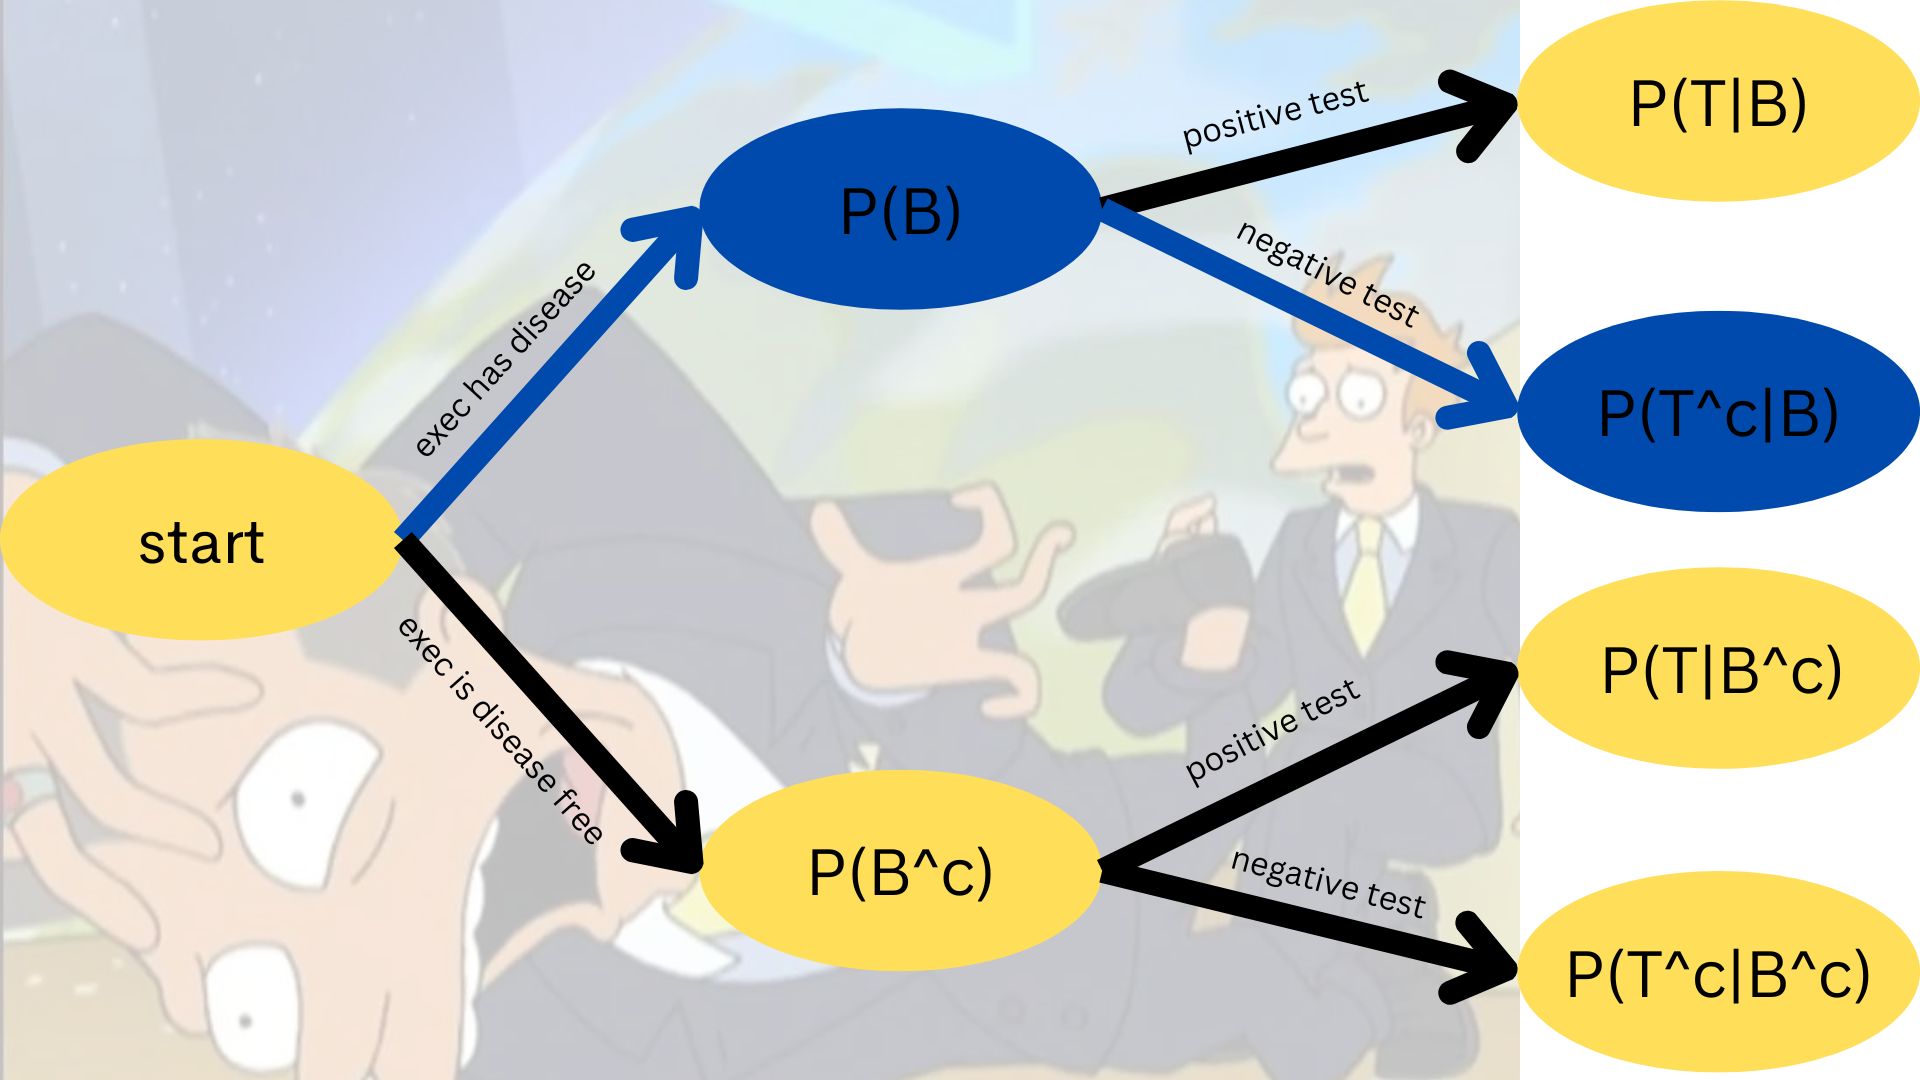 start
exec has disease
exec is disease free
P(B)
P(B^c)
positive test
negative test
positive test
negative test
P(T|B)
P(T^c|B)
P(T|B^c)
P(T^c|B^c)